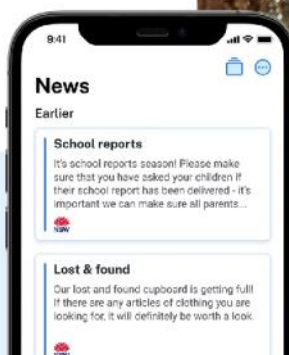 9:41
News
Earlier
School reports
It's school reports season! Please make
sure that you have asked your children if
their school report has been delivered - it's
important we can make sure all parents...
NSW
Lost & found
Our lost and found cupboard is getting full!
If there are any articles of clothing you are
looking for, it will definitely be worth a look.